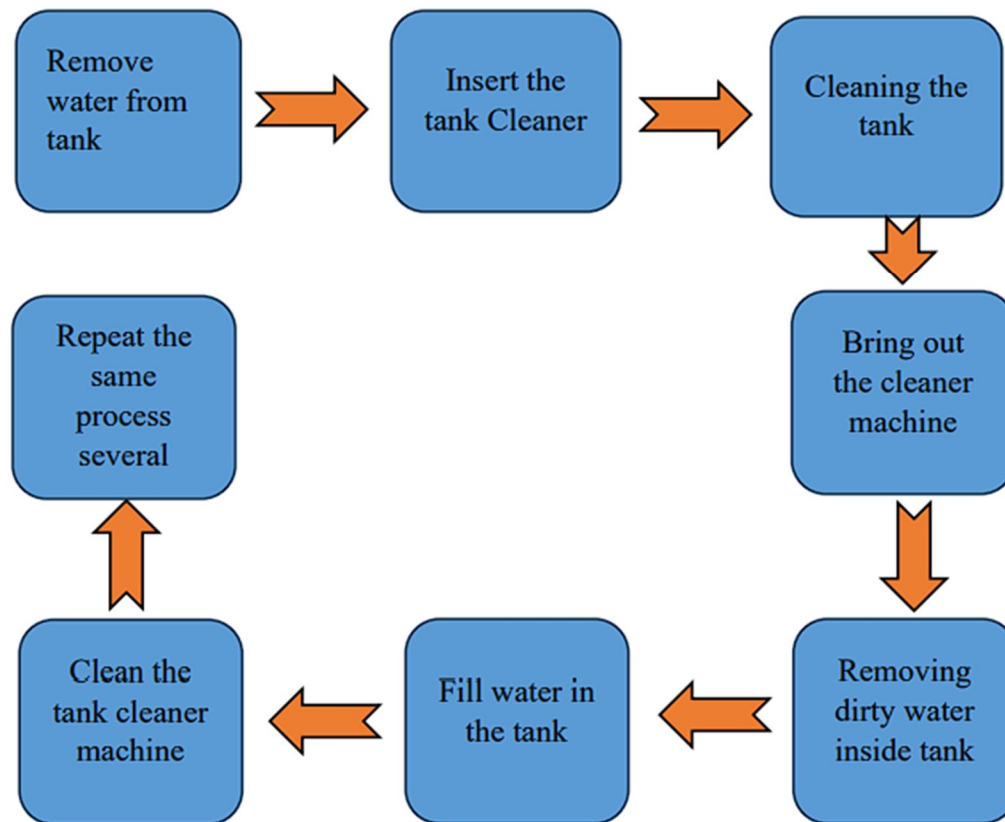 Remove
water from
tank
Insert the
tank Cleaner
Cleaning the
tank
Bring out
the cleaner
machine
Removing
dirty water
inside tank
Fill water in
the tank
Clean the
tank cleaner
machine
Repeat the
same
process
several